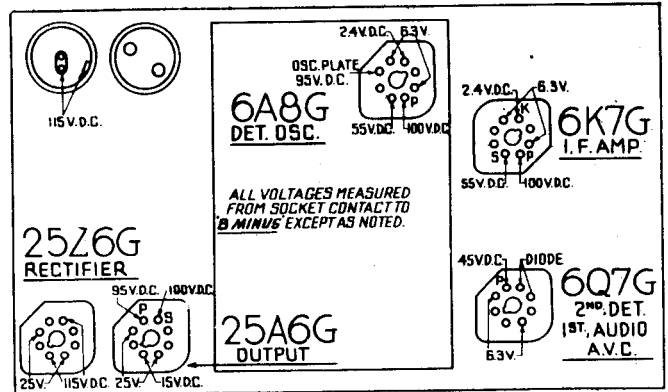 115V.D.C.
2.4V.D.C.
6.3V.
OSC. PLATE
95V.D.C.
P
55V.D.C.
100V.D.C.
6A8G
DET. OSC.
2.4V.D.C.
6.3V.
K
S
P
55V.D.C.
100V.D.C.
6K7G
I.F. AMP.
ALL VOLTAGES MEASURED
FROM SOCKET CONTACT TO
"B MINUS" EXCEPT AS NOTED.
25Z6G
RECTIFIER
25V.
115V.D.C.
95V.D.C.
100V.D.C.
P
S
25V.
15V.D.C.
25A6G
OUTPUT
45V.D.C.
DIODE
P
6.3V.
6Q7G
2ND. DET.
1ST., AUDIO
A.V.C.